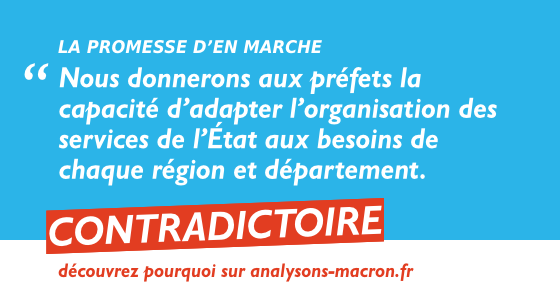 LA PROMESSE D'EN MARCHE
“ Nous donnerons aux préfets la
capacité d'adapter l'organisation des
services de l'État aux besoins de
chaque région et département.
CONTRADICTOIRE
découvrez pourquoi sur analysons-macron.fr